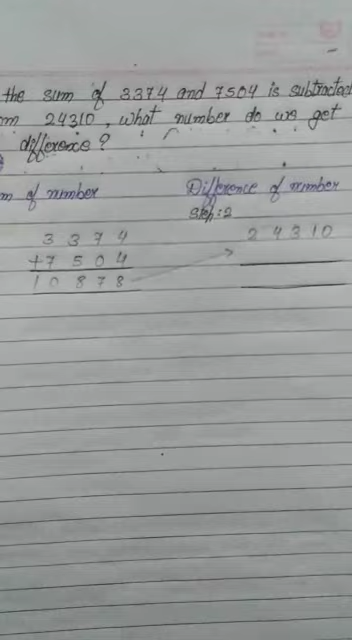 the sum of 3374 and 7504 is subtracted
om 24310, what number do we get
difference?
m of number
Difference of number
Step:2
3 3 7 4
+7 5 0 4
1 0 8 7 8
2 4 3 1 0